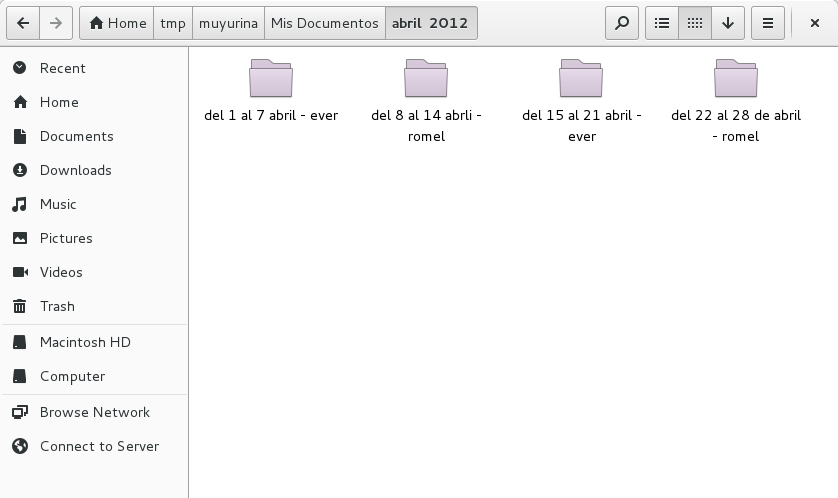 Home tmp muyurina Mis Documentos abril 2012
Recent
Home
Documents
Downloads
Music
Pictures
Videos
Trash
Macintosh HD
Computer
Browse Network
Connect to Server
del 1 al 7 abril - ever
del 8 al 14 abrli -
romel
del 15 al 21 abril -
ever
del 22 al 28 de abril
- romel